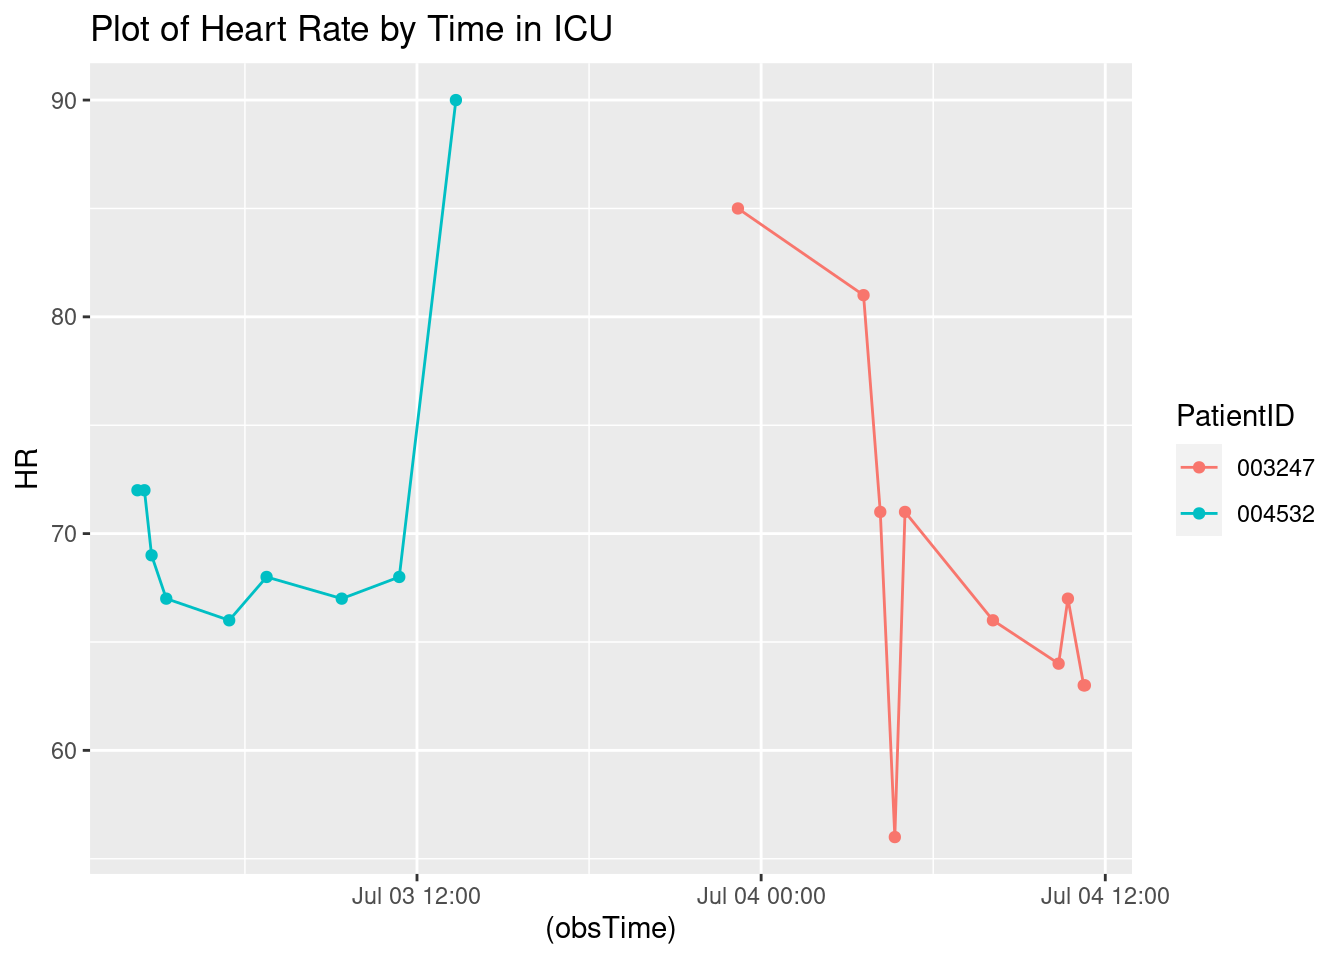 Plot of Heart Rate by Time in ICU
90
80
70
60
HR
Jul 03 12:00
Jul 04 00:00
Jul 04 12:00
(obsTime)
PatientID
003247
004532